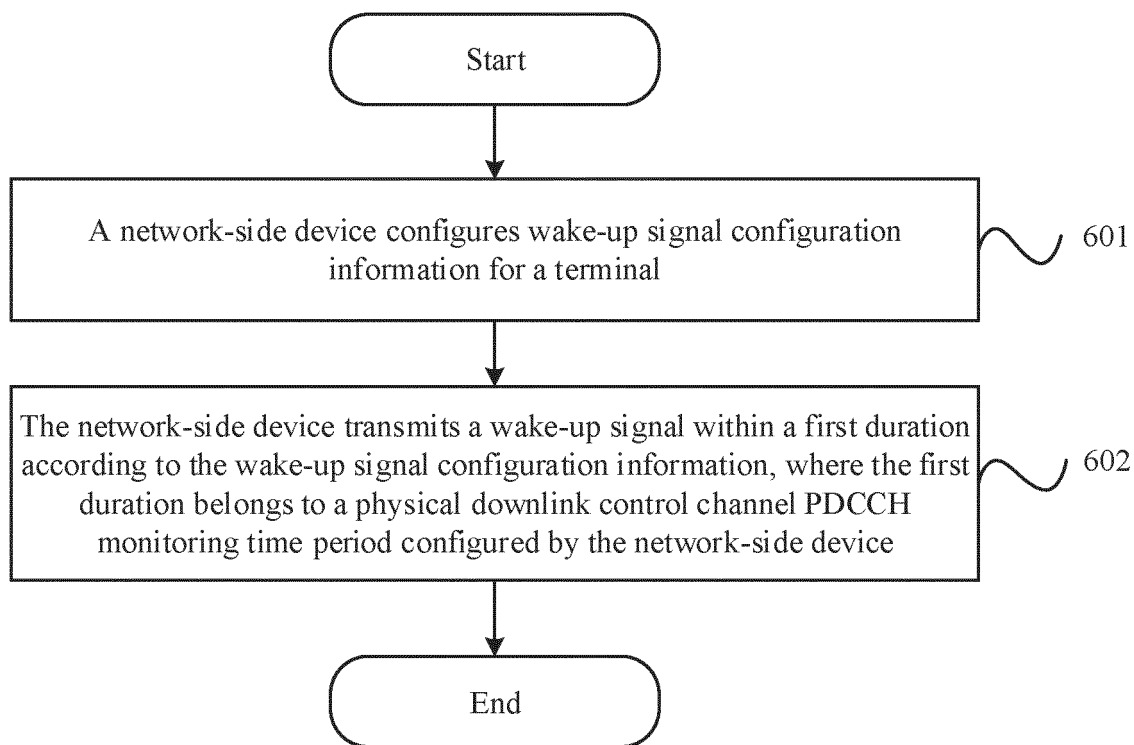 Start
A network-side device configures wake-up signal configuration
information for a terminal
601
The network-side device transmits a wake-up signal within a first duration
according to the wake-up signal configuration information, where the first
duration belongs to a physical downlink control channel PDCCH
monitoring time period configured by the network-side device
602
End